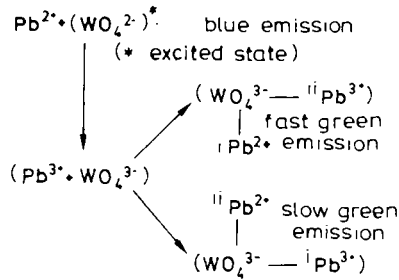 Pb²⁺ + (WO₄²⁻)*· blue emission
(* excited state)
(WO₄³⁻ — ⁱⁱPb³⁺)
fast green
ᵢPb²⁺ emission
(Pb³⁺ + WO₄³⁻)
ⁱⁱPb²⁺ slow green
emission
(WO₄³⁻ — ⁱPb³⁺)